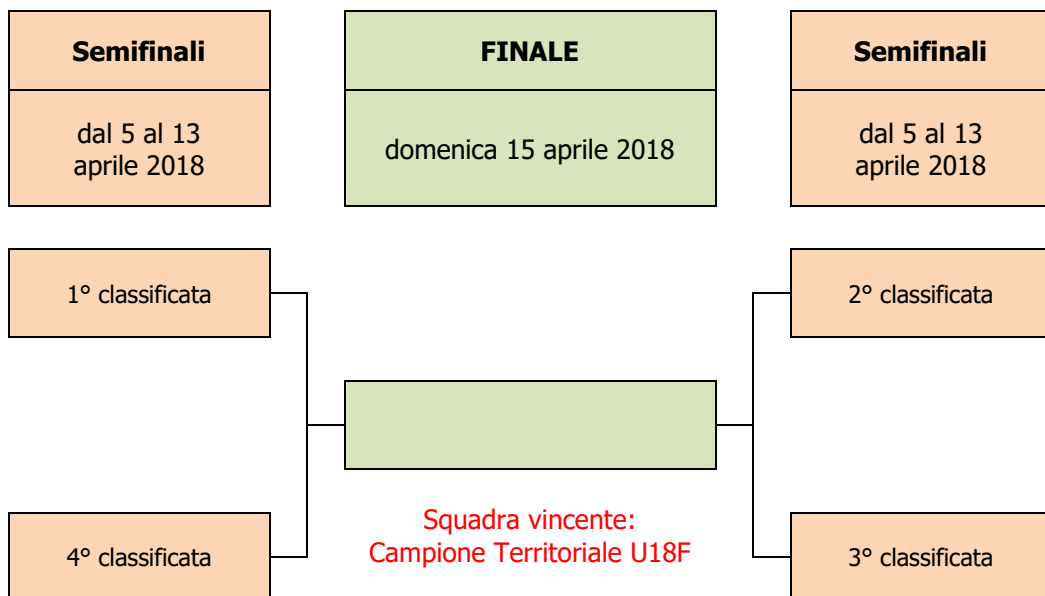 Semifinali
FINALE
Semifinali
dal 5 al 13
aprile 2018
domenica 15 aprile 2018
dal 5 al 13
aprile 2018
1° classificata
2° classificata
Squadra vincente:
Campione Territoriale U18F
4° classificata
3° classificata